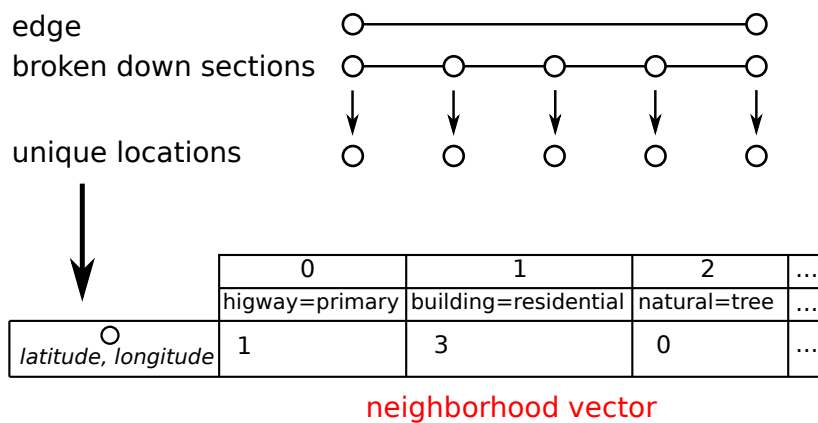 edge
broken down sections
unique locations
0 1 2 ...
higway=primary building=residential natural=tree ...
latitude, longitude 1 3 0 ...
neighborhood vector